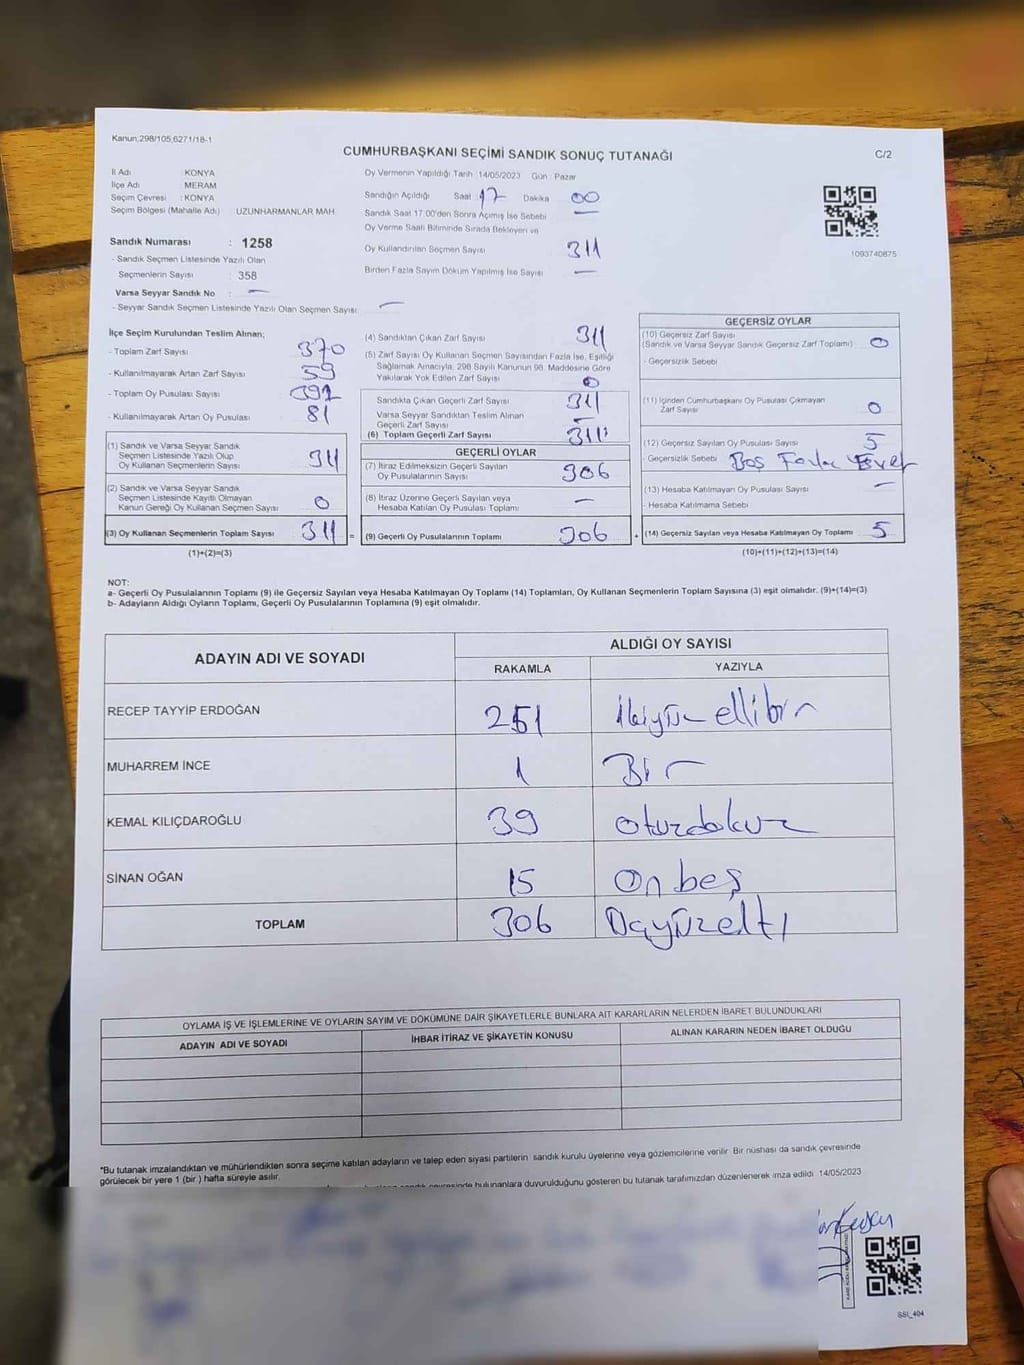 Kanun:298/105;6271/18-1
CUMHURBAŞKANI SEÇİMİ SANDIK SONUÇ TUTANAĞI
C/2
İl Adı : KONYA
İlçe Adı : MERAM
Seçim Çevresi : KONYA
Seçim Bölgesi (Mahalle Adı) : UZUNHARMANLAR MAH
Sandık Numarası : 1258
- Sandık Seçmen Listesinde Yazılı Olan
Seçmenlerin Sayısı : 358
Varsa Seyyar Sandık No : —
- Seyyar Sandık Seçmen Listesinde Yazılı Olan Seçmen Sayısı: —
Oy Vermenin Yapıldığı Tarih 14/05/2023 Gün : Pazar
Sandığın Açıldığı Saat 17 Dakika 00
Sandık Saat 17:00'den Sonra Açımış İse Sebebi —
Oy Verme Saati Bitiminde Sırada Bekleyen ve
Oy Kullandırılan Seçmen Sayısı 311
Birden Fazla Sayım Döküm Yapılmış İse Sayısı —
1093740875
İlçe Seçim Kurulundan Teslim Alınan;
- Toplam Zarf Sayısı 370
- Kullanılmayarak Artan Zarf Sayısı 59
- Toplam Oy Pusulası Sayısı 392
- Kullanılmayarak Artan Oy Pusulası 81
(1) Sandık ve Varsa Seyyar Sandık
Seçmen Listesinde Yazılı Olup
Oy Kullanan Seçmenlerin Sayısı 311
(2) Sandık ve Varsa Seyyar Sandık
Seçmen Listesinde Kayıtlı Olmayan
Kanun Gereği Oy Kullanan Seçmen Sayısı 0
(3) Oy Kullanan Seçmenlerin Toplam Sayısı 311 =
(1)+(2)=(3)
(4) Sandıktan Çıkan Zarf Sayısı 311
(5) Zarf Sayısı Oy Kullanan Seçmen Sayısından Fazla İse, Eşitliği
Sağlamak Amacıyla, 298 Sayılı Kanunun 98. Maddesine Göre
Yakılarak Yok Edilen Zarf Sayısı 0
Sandıkta Çıkan Geçerli Zarf Sayısı 311
Varsa Seyyar Sandıktan Teslim Alınan
Geçerli Zarf Sayısı —
(6) Toplam Geçerli Zarf Sayısı 311
GEÇERLİ OYLAR
(7) İtiraz Edilmeksizin Geçerli Sayılan
Oy Pusulalarının Sayısı 306
(8) İtiraz Üzerine Geçerli Sayılan veya
Hesaba Katılan Oy Pusulası Toplamı —
(9) Geçerli Oy Pusulalarının Toplamı 306 +
GEÇERSİZ OYLAR
(10) Geçersiz Zarf Sayısı
(Sandık ve Varsa Seyyar Sandık Geçersiz Zarf Toplamı) 0
- Geçersizlik Sebebi
(11) İçinden Cumhurbaşkanı Oy Pusulası Çıkmayan
Zarf Sayısı 0
(12) Geçersiz Sayılan Oy Pusulası Sayısı 5
- Geçersizlik Sebebi Boş Fazla Evet
(13) Hesaba Katılmayan Oy Pusulası Sayısı —
- Hesaba Katılmama Sebebi
(14) Geçersiz Sayılan veya Hesaba Katılmayan Oy Toplamı 5
(10)+(11)+(12)+(13)=(14)
NOT:
a- Geçerli Oy Pusulalarının Toplamı (9) ile Geçersiz Sayılan veya Hesaba Katılmayan Oy Toplamı (14) Toplamları, Oy Kullanan Seçmenlerin Toplam Sayısına (3) eşit olmalıdır. (9)+(14)=(3)
b- Adayların Aldığı Oyların Toplamı, Geçerli Oy Pusulalarının Toplamına (9) eşit olmalıdır.
ADAYIN ADI VE SOYADI ALDIĞI OY SAYISI
RAKAMLA YAZIYLA
RECEP TAYYİP ERDOĞAN 251 ikiyüz ellibir
MUHARREM İNCE 1 Bir
KEMAL KILIÇDAROĞLU 39 otuzdokuz
SİNAN OĞAN 15 On beş
TOPLAM 306 Üçyüzaltı
OYLAMA İŞ VE İŞLEMLERİNE VE OYLARIN SAYIM VE DÖKÜMÜNE DAİR ŞİKAYETLERLE BUNLARA AİT KARARLARIN NELERDEN İBARET BULUNDUKLARI
ADAYIN ADI VE SOYADI İHBAR İTİRAZ VE ŞİKAYETİN KONUSU ALINAN KARARIN NEDEN İBARET OLDUĞU
*Bu tutanak imzalandıktan ve mühürlendikten sonra seçime katılan adayların ve talep eden siyasi partilerin sandık kurulu üyelerine veya gözlemcilerine verilir. Bir nüshası da sandık çevresinde
görülecek bir yere 1 (bir ) hafta süreyle asılır.
bulunanlara duyurulduğunu gösteren bu tutanak tarafımızdan düzenlenerek imza edildi 14/05/2023
SSI_404